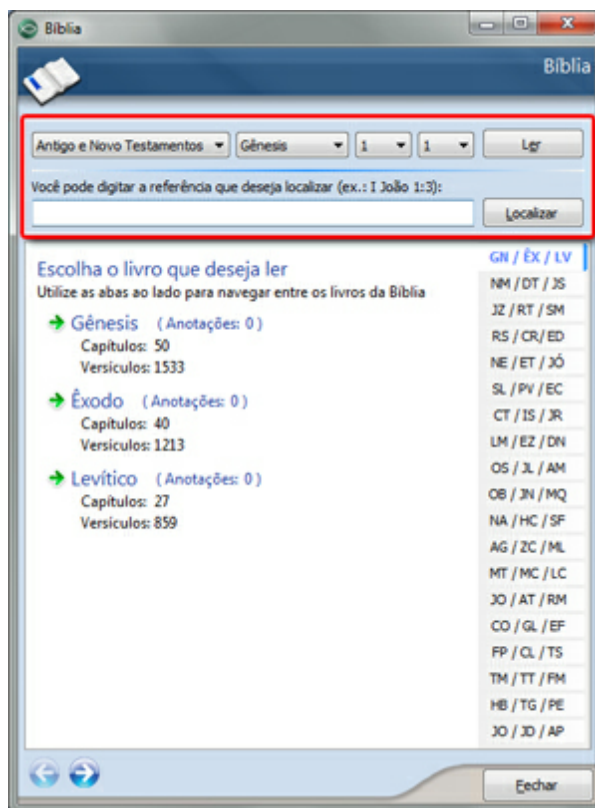 Bíblia
Bíblia
Antigo e Novo Testamentos Gênesis 1 1 Ler
Você pode digitar a referência que deseja localizar (ex.: I João 1:3):
Localizar
Escolha o livro que deseja ler
Utilize as abas ao lado para navegar entre os livros da Bíblia
Gênesis (Anotações: 0)
Capítulos: 50
Versículos: 1533
Êxodo (Anotações: 0)
Capítulos: 40
Versículos: 1213
Levítico (Anotações: 0)
Capítulos: 27
Versículos: 859
GN / ÊX / LV
NM / DT / JS
JZ / RT / SM
RS / CR/ ED
NE / ET / JÓ
SL / PV / EC
CT / IS / JR
LM / EZ / DN
OS / JL / AM
OB / JN / MQ
NA / HC / SF
AG / ZC / ML
MT / MC / LC
JO / AT / RM
CO / GL / EF
FP / CL / TS
TM / TT / FM
HB / TG / PE
JO / JD / AP
Fechar